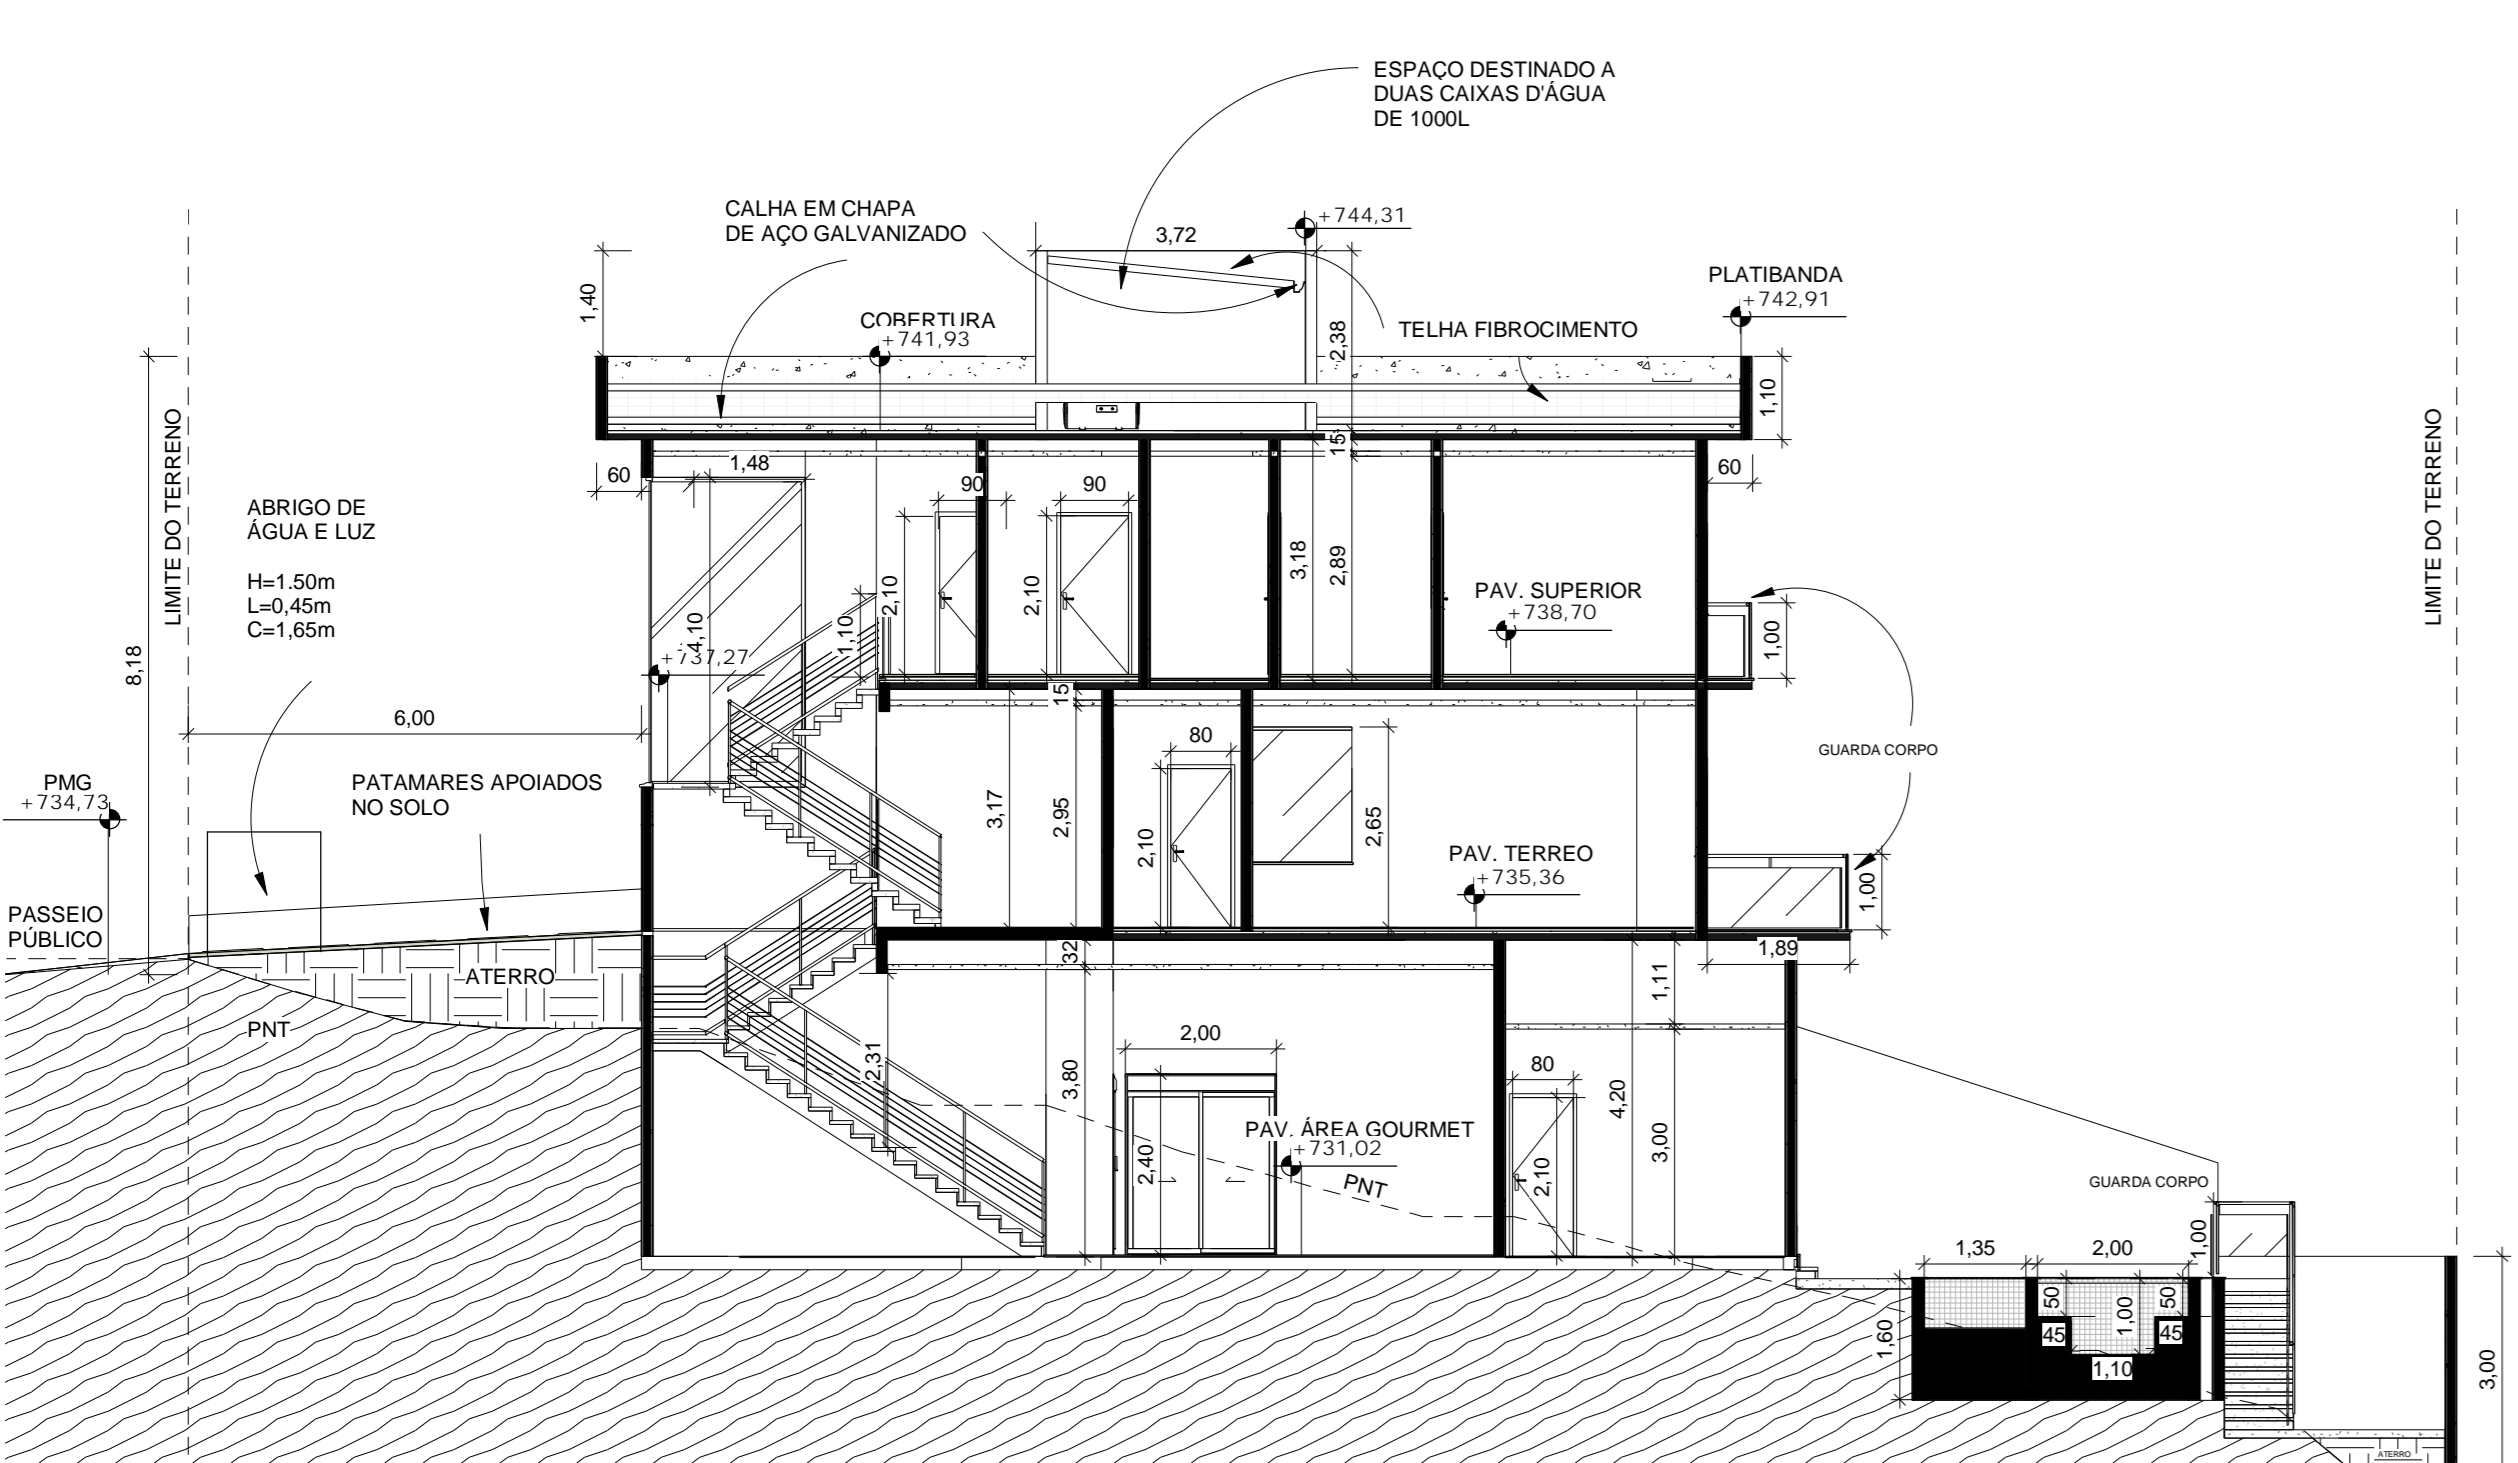 ESPAÇO DESTINADO A
DUAS CAIXAS D'ÁGUA
DE 1000L
CALHA EM CHAPA
DE AÇO GALVANIZADO
3,72
+744,31
PLATIBANDA
+742,91
1,40
COBERTURA
+741,93
TELHA FIBROCIMENTO
2,38
1,10
LIMITE DO TERRENO
LIMITE DO TERRENO
15
60
1,48
90
90
60
ABRIGO DE
ÁGUA E LUZ
H=1.50m
L=0,45m
C=1,65m
8,18
4,10
+737,27
1,10
2,10
2,10
3,18
2,89
PAV. SUPERIOR
+738,70
1,00
6,00
15
80
GUARDA CORPO
PMG
+734,73
PATAMARES APOIADOS
NO SOLO
3,17
2,95
2,10
2,65
PAV. TERREO
+735,36
1,00
PASSEIO
PÚBLICO
ATERRO
32
1,89
1,11
PNT
2,31
3,80
2,00
80
4,20
3,00
2,40
PAV. ÁREA GOURMET
+731,02
PNT
2,10
GUARDA CORPO
1,00
1,35
2,00
50
1,00
50
45
45
1,10
1,60
3,00
ATERRO